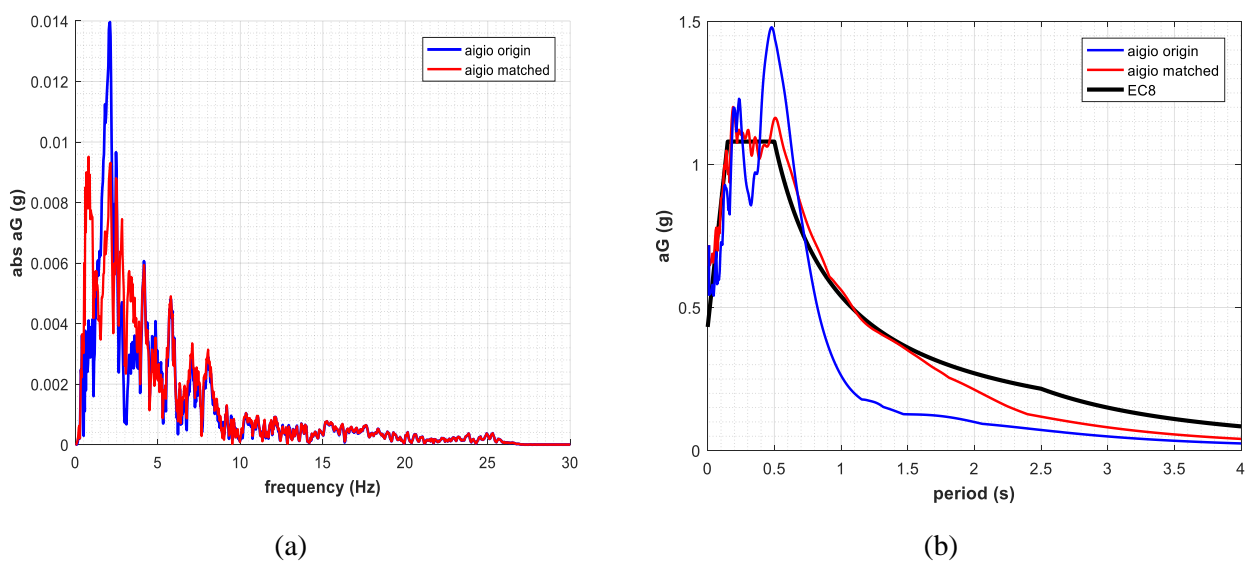 0.014
0.012
0.01
0.008
0.006
0.004
0.002
0
abs aG (g)
aigio origin
aigio matched
0 5 10 15 20 25 30
frequency (Hz)
(a)
1.5
1
0.5
0
aG (g)
aigio origin
aigio matched
EC8
0 0.5 1 1.5 2 2.5 3 3.5 4
period (s)
(b)